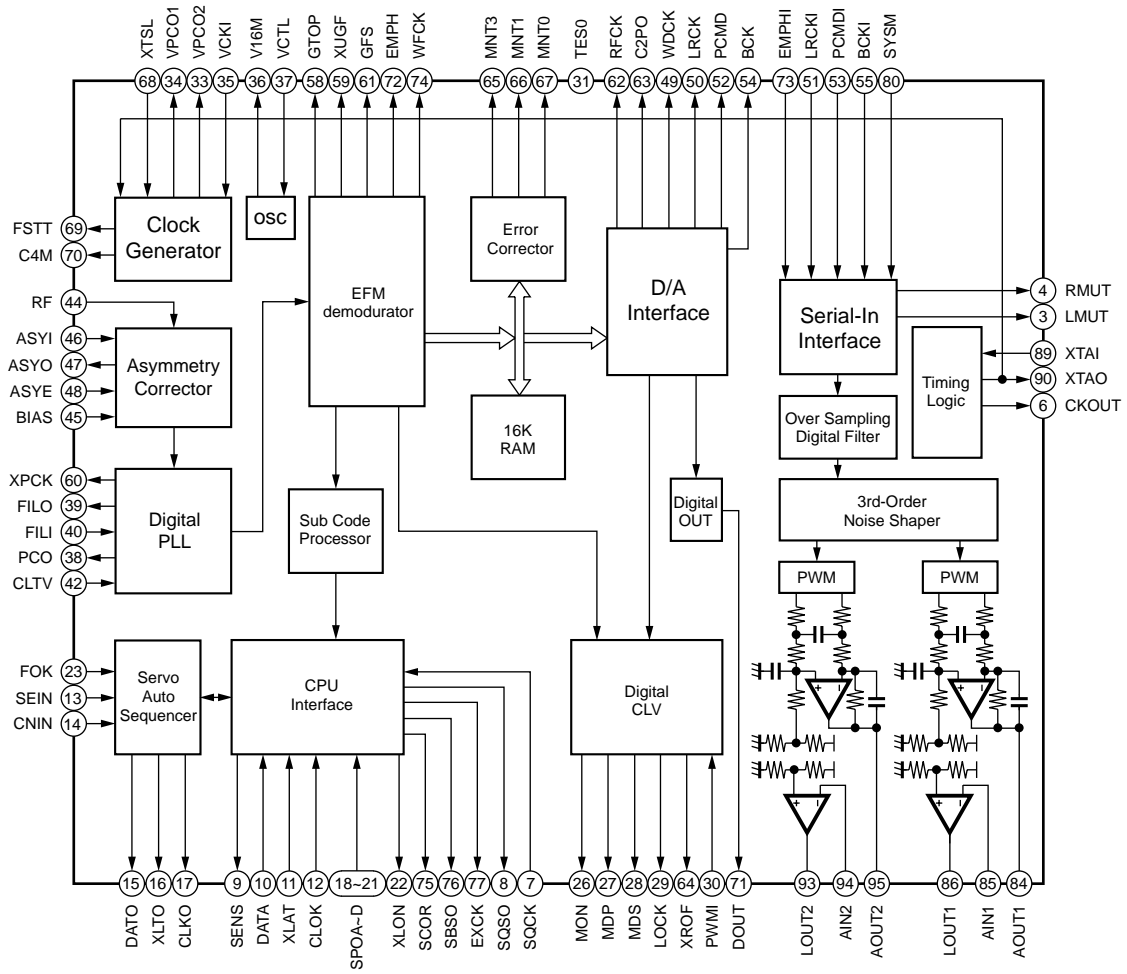 XTSL VPCO1 VPCO2 VCKI V16M VCTL GTOP XUGF GFS EMPH WFCK MNT3 MNT1 MNT0 TES0 RFCK C2PO WDCK LRCK PCMD BCK EMPHI LRCKI PCMDI BCKI SYSM
68 34 33 35 36 37 58 59 61 72 74 65 66 67 31 62 63 49 50 52 54 73 51 53 55 80
FSTT 69
C4M 70
RF 44
ASYI 46
ASYO 47
ASYE 48
BIAS 45
XPCK 60
FILO 39
FILI 40
PCO 38
CLTV 42
FOK 23
SEIN 13
CNIN 14
Clock
Generator
OSC
EFM
demodurator
Error
Corrector
D/A
Interface
Serial-In
Interface
4 RMUT
3 LMUT
89 XTAI
90 XTAO
6 CKOUT
Timing
Logic
Asymmetry
Corrector
16K
RAM
Over Sampling
Digital Filter
Digital
PLL
Sub Code
Processor
Digital
OUT
3rd-Order
Noise Shaper
PWM PWM
Servo
Auto
Sequencer
CPU
Interface
Digital
CLV
+ − + −
+ − + −
15 16 17 9 10 11 12 18~21 22 75 76 77 8 7 26 27 28 29 64 30 71 93 94 95 86 85 84
DATO XLTO CLKO SENS DATA XLAT CLOK SPOA~D XLON SCOR SBSO EXCK SQSO SQCK MON MDP MDS LOCK XROF PWMI DOUT LOUT2 AIN2 AOUT2 LOUT1 AIN1 AOUT1